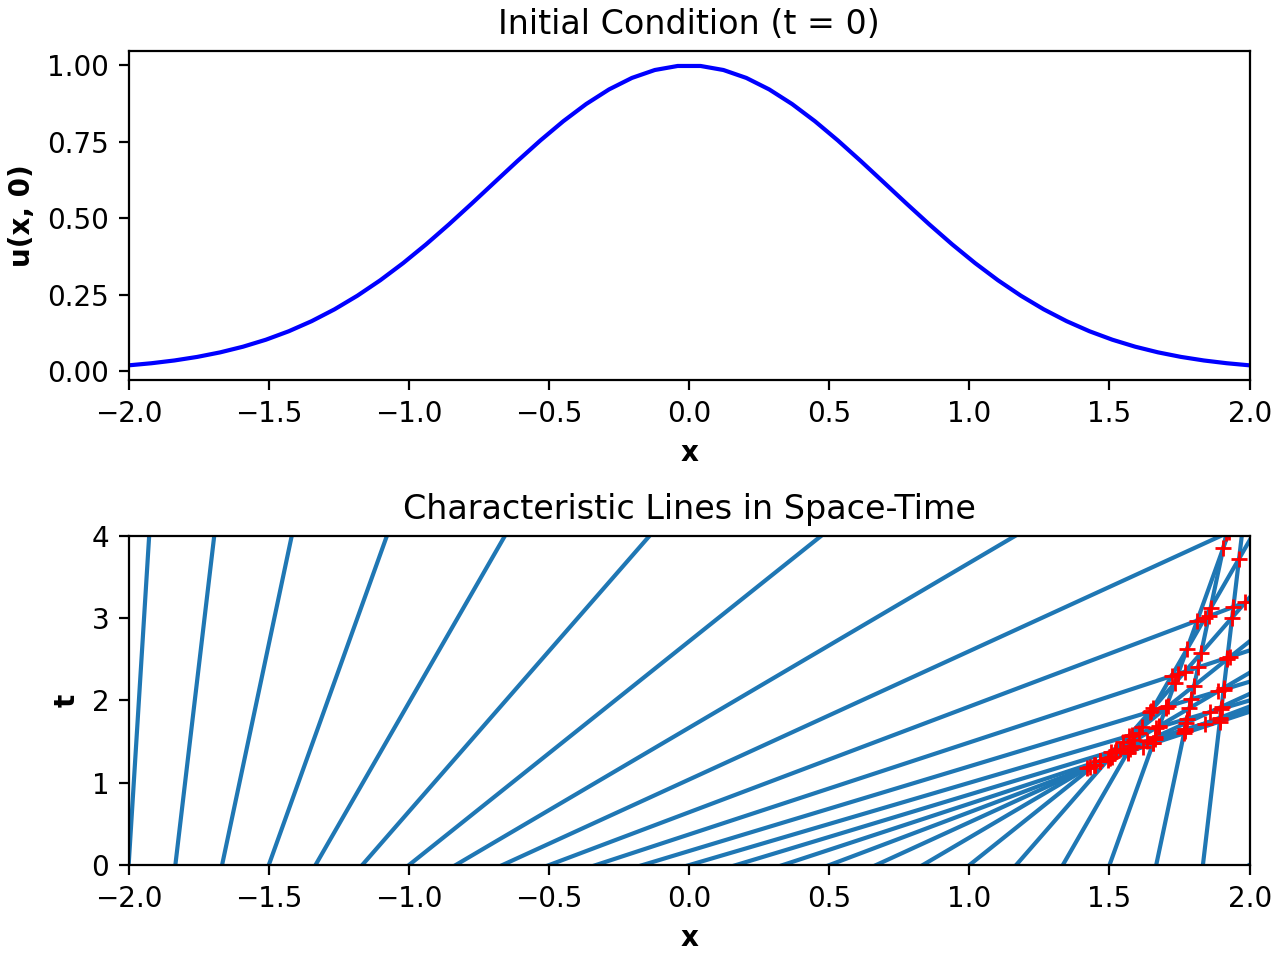 Initial Condition (t = 0)
1.00
0.75
0.50
0.25
0.00
u(x, 0)
−2.0 −1.5 −1.0 −0.5 0.0 0.5 1.0 1.5 2.0
x
Characteristic Lines in Space-Time
4
3
2
1
0
t
−2.0 −1.5 −1.0 −0.5 0.0 0.5 1.0 1.5 2.0
x